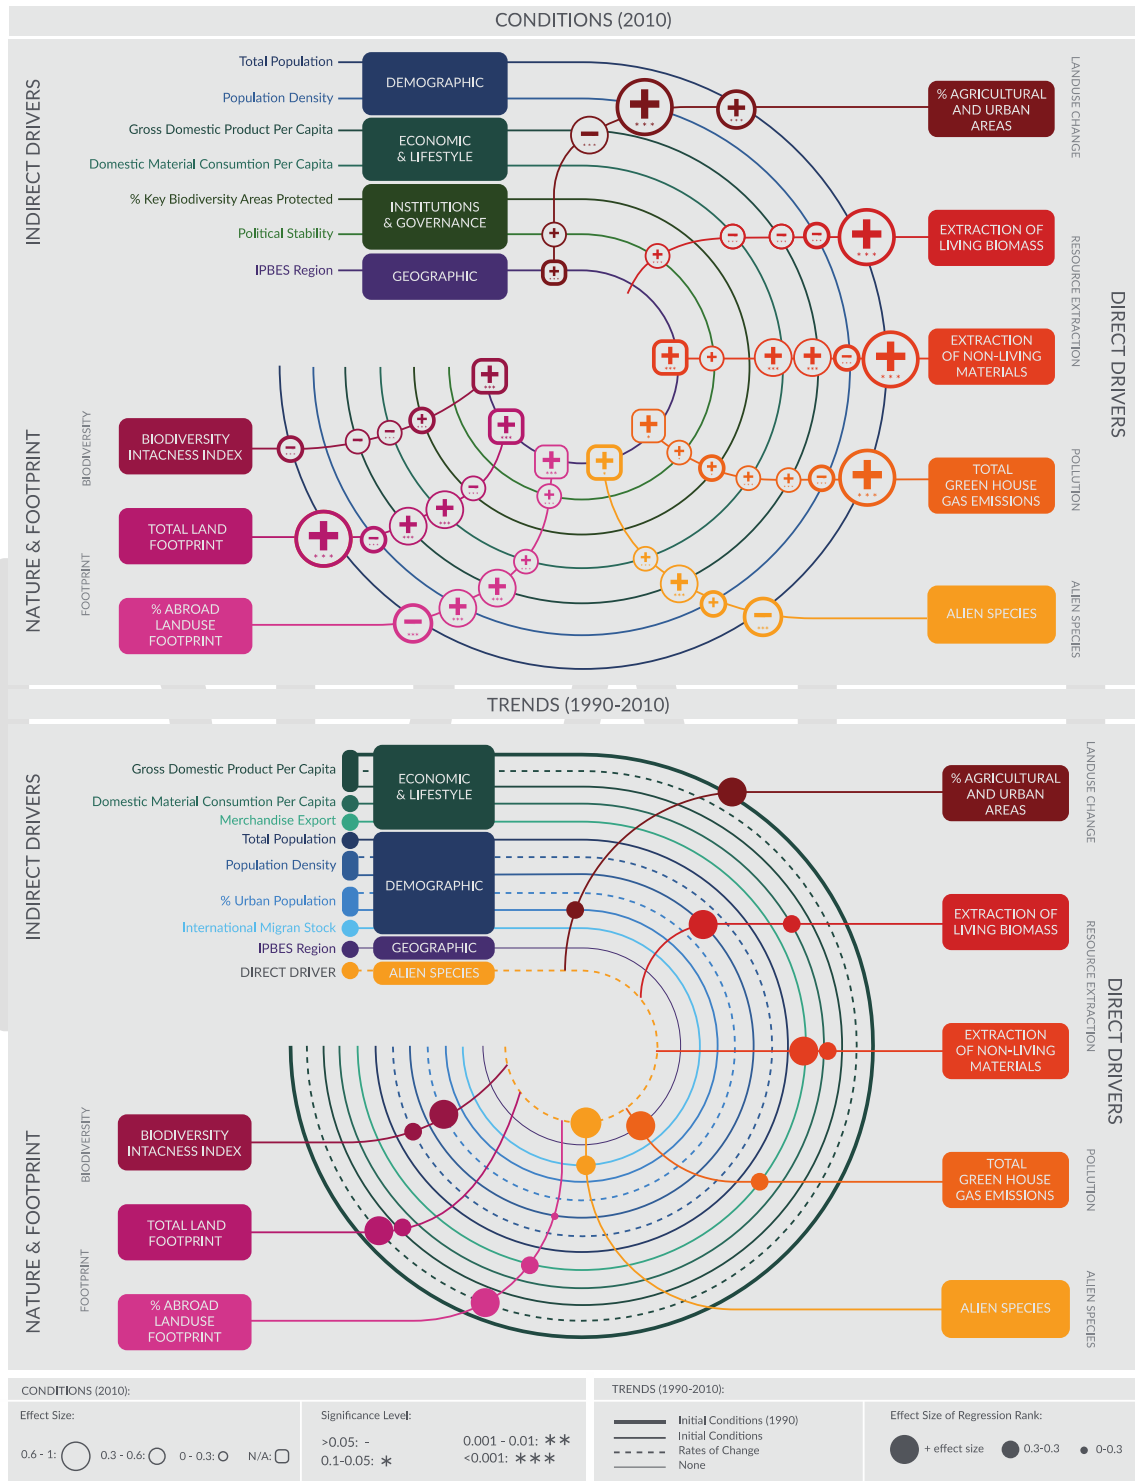 CONDITIONS (2010)
INDIRECT DRIVERS
Total Population
Population Density
Gross Domestic Product Per Capita
Domestic Material Consumtion Per Capita
% Key Biodiversity Areas Protected
Political Stability
IPBES Region
DEMOGRAPHIC
ECONOMIC
& LIFESTYLE
INSTITUTIONS
& GOVERNANCE
GEOGRAPHIC
% AGRICULTURAL
AND URBAN
AREAS
LANDUSE CHANGE
EXTRACTION OF
LIVING BIOMASS
EXTRACTION
OF NON-LIVING
MATERIALS
RESOURCE EXTRACTION
DIRECT DRIVERS
TOTAL
GREEN HOUSE
GAS EMISSIONS
POLLUTION
ALIEN SPECIES
ALIEN SPECIES
NATURE & FOOTPRINT
BIODIVERSITY
BIODIVERSITY
INTACNESS INDEX
FOOTPRINT
TOTAL LAND
FOOTPRINT
% ABROAD
LANDUSE
FOOTPRINT
TRENDS (1990-2010)
INDIRECT DRIVERS
Gross Domestic Product Per Capita
Domestic Material Consumtion Per Capita
Merchandise Export
Total Population
Population Density
% Urban Population
International Migran Stock
IPBES Region
DIRECT DRIVER
ECONOMIC
& LIFESTYLE
DEMOGRAPHIC
GEOGRAPHIC
ALIEN SPECIES
% AGRICULTURAL
AND URBAN
AREAS
LANDUSE CHANGE
EXTRACTION OF
LIVING BIOMASS
EXTRACTION
OF NON-LIVING
MATERIALS
RESOURCE EXTRACTION
DIRECT DRIVERS
TOTAL
GREEN HOUSE
GAS EMISSIONS
POLLUTION
ALIEN SPECIES
ALIEN SPECIES
NATURE & FOOTPRINT
BIODIVERSITY
BIODIVERSITY
INTACNESS INDEX
FOOTPRINT
TOTAL LAND
FOOTPRINT
% ABROAD
LANDUSE
FOOTPRINT
CONDITIONS (2010):
Effect Size:
0.6 - 1:
0.3 - 0.6:
0 - 0.3:
N/A:
Significance Level:
>0.05: -
0.1-0.05: *
0.001 - 0.01: **
<0.001: ***
TRENDS (1990-2010):
Initial Conditions (1990)
Initial Conditions
Rates of Change
None
Effect Size of Regression Rank:
+ effect size
0.3-0.3
0-0.3